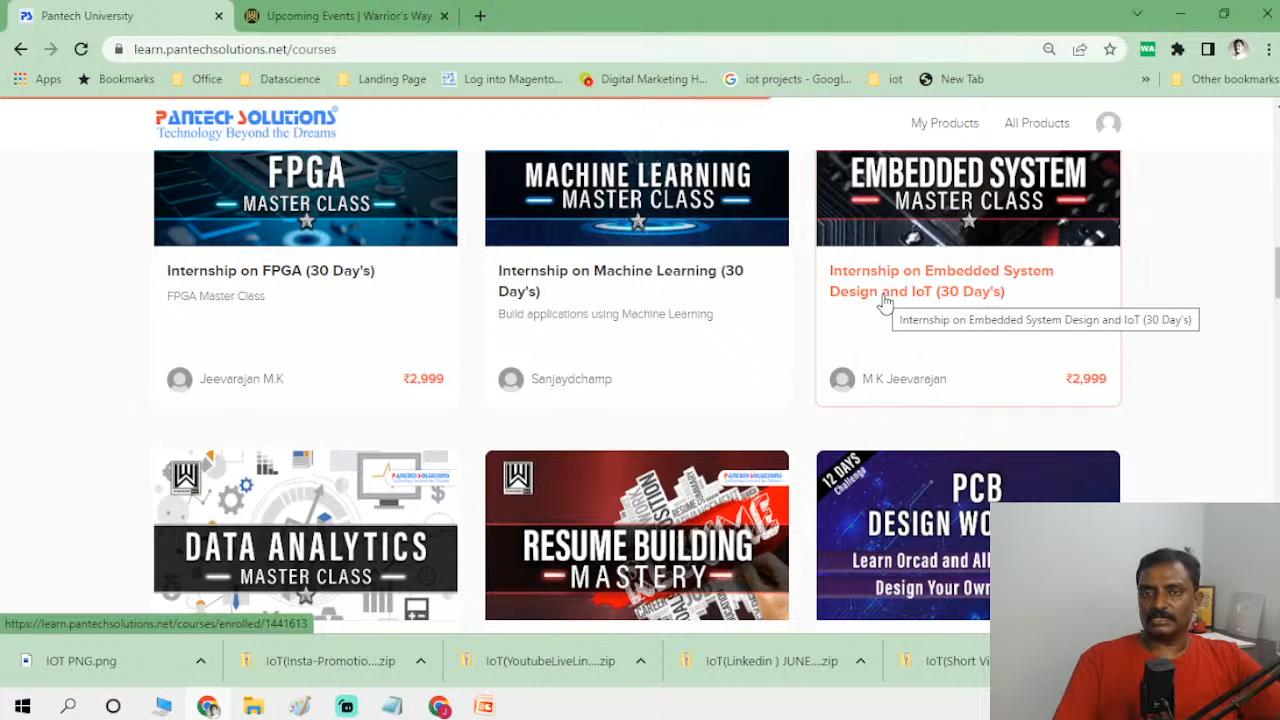 Pantech University
Upcoming Events | Warrior's Way
learn.pantechsolutions.net/courses
WA
Apps
Bookmarks
Office
Datascience
Landing Page
Log into Magento...
Digital Marketing H...
iot projects - Googl...
iot
New Tab
»
Other bookmarks
PANTECH SOLUTIONS®
Technology Beyond the Dreams
My Products
All Products
FPGA
MASTER CLASS
MACHINE LEARNING
MASTER CLASS
EMBEDDED SYSTEM
MASTER CLASS
Internship on FPGA (30 Day's)
FPGA Master Class
Internship on Machine Learning (30
Day's)
Build applications using Machine Learning
Internship on Embedded System
Design and IoT (30 Day's)
Internship on Embedded System Design and IoT (30 Day's)
Jeevarajan M.K
₹2,999
Sanjaydchamp
M K Jeevarajan
₹2,999
DATA ANALYTICS
MASTER CLASS
RESUME BUILDING
MASTERY
12 DAYS
Challenge
PCB
DESIGN WO
Learn Orcad and All
Design Your Own
https://learn.pantechsolutions.net/courses/enrolled/1441613
IOT PNG.png
IoT(Insta-Promotio....zip
IoT(YoutubeLiveLin....zip
IoT(Linkedin ) JUNE....zip
IoT(Short Vi